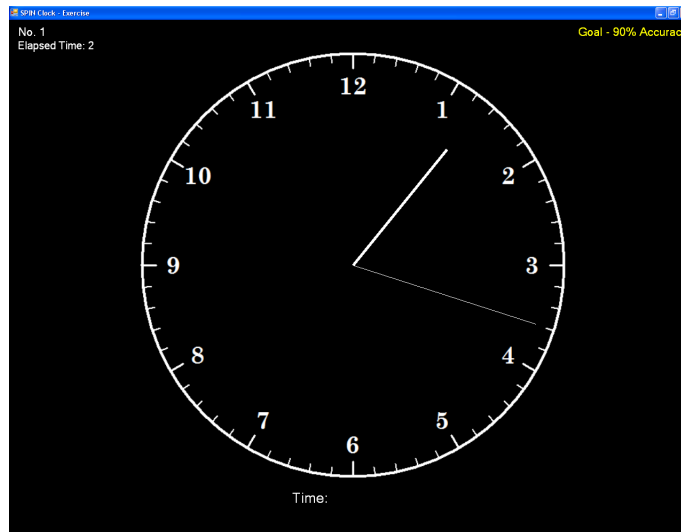 SPIN Clock - Exercise
No. 1
Goal - 90% Accurac
Elapsed Time: 2
12
11
1
10
2
9
3
8
4
7
5
6
Time: